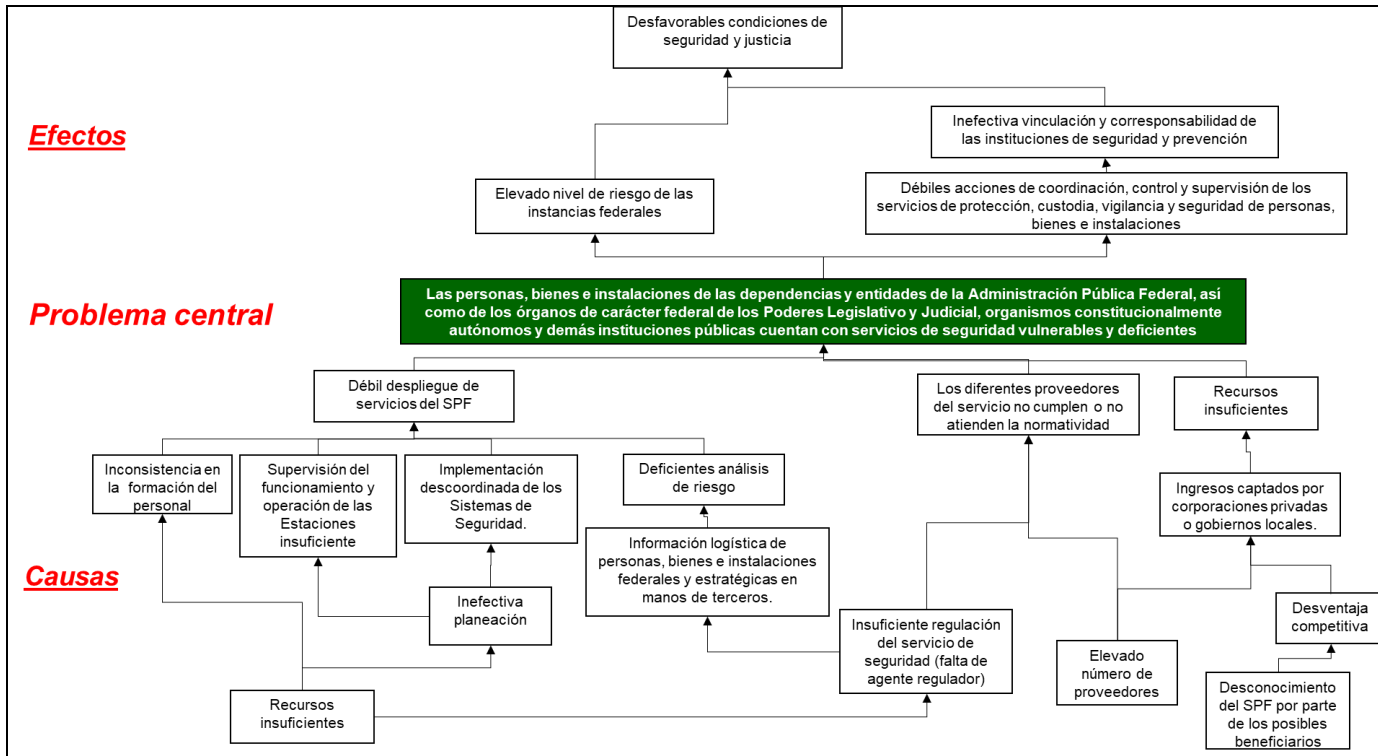 Desfavorables condiciones de
seguridad y justicia
Efectos
Inefectiva vinculación y corresponsabilidad de
las instituciones de seguridad y prevención
Elevado nivel de riesgo de las
instancias federales
Débiles acciones de coordinación, control y supervisión de los
servicios de protección, custodia, vigilancia y seguridad de personas,
bienes e instalaciones
Problema central
Las personas, bienes e instalaciones de las dependencias y entidades de la Administración Pública Federal, así
como de los órganos de carácter federal de los Poderes Legislativo y Judicial, organismos constitucionalmente
autónomos y demás instituciones públicas cuentan con servicios de seguridad vulnerables y deficientes
Débil despliegue de
servicios del SPF
Los diferentes proveedores
del servicio no cumplen o no
atienden la normatividad
Recursos
insuficientes
Inconsistencia en
la formación del
personal
Supervisión del
funcionamiento y
operación de las
Estaciones
insuficiente
Implementación
descoordinada de los
Sistemas de
Seguridad.
Deficientes análisis
de riesgo
Ingresos captados por
corporaciones privadas
o gobiernos locales.
Causas
Información logística de
personas, bienes e instalaciones
federales y estratégicas en
manos de terceros.
Inefectiva
planeación
Insuficiente regulación
del servicio de
seguridad (falta de
agente regulador)
Desventaja
competitiva
Elevado
número de
proveedores
Recursos
insuficientes
Desconocimiento
del SPF por parte
de los posibles
beneficiarios